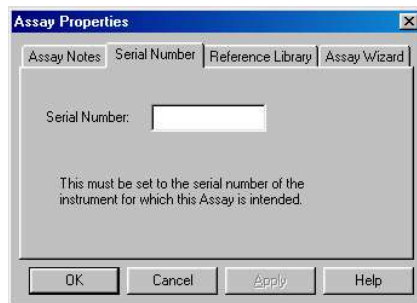 Assay Properties
Assay Notes Serial Number Reference Library Assay Wizard
Serial Number:
This must be set to the serial number of the
instrument for which this Assay is intended.
OK Cancel Apply Help